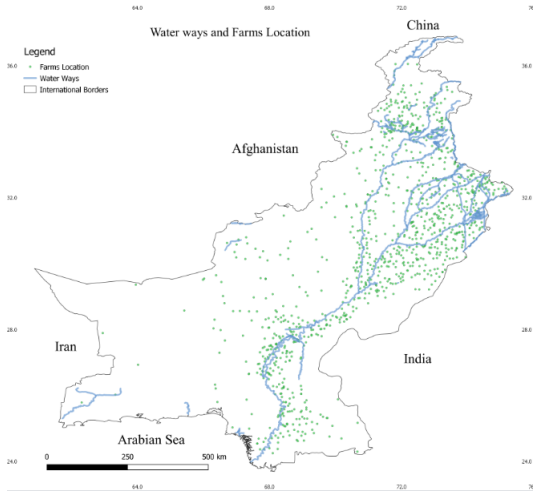 64.0 68.0 72.0 76
Water ways and Farms Location
China
Legend
Farms Location
Water Ways
International Borders
36.0 36.0
Afghanistan
32.0 32.0
28.0 28.0
Iran
India
Arabian Sea
0 250 500 km
24.0 24.0
64.0 68.0 72.0 76